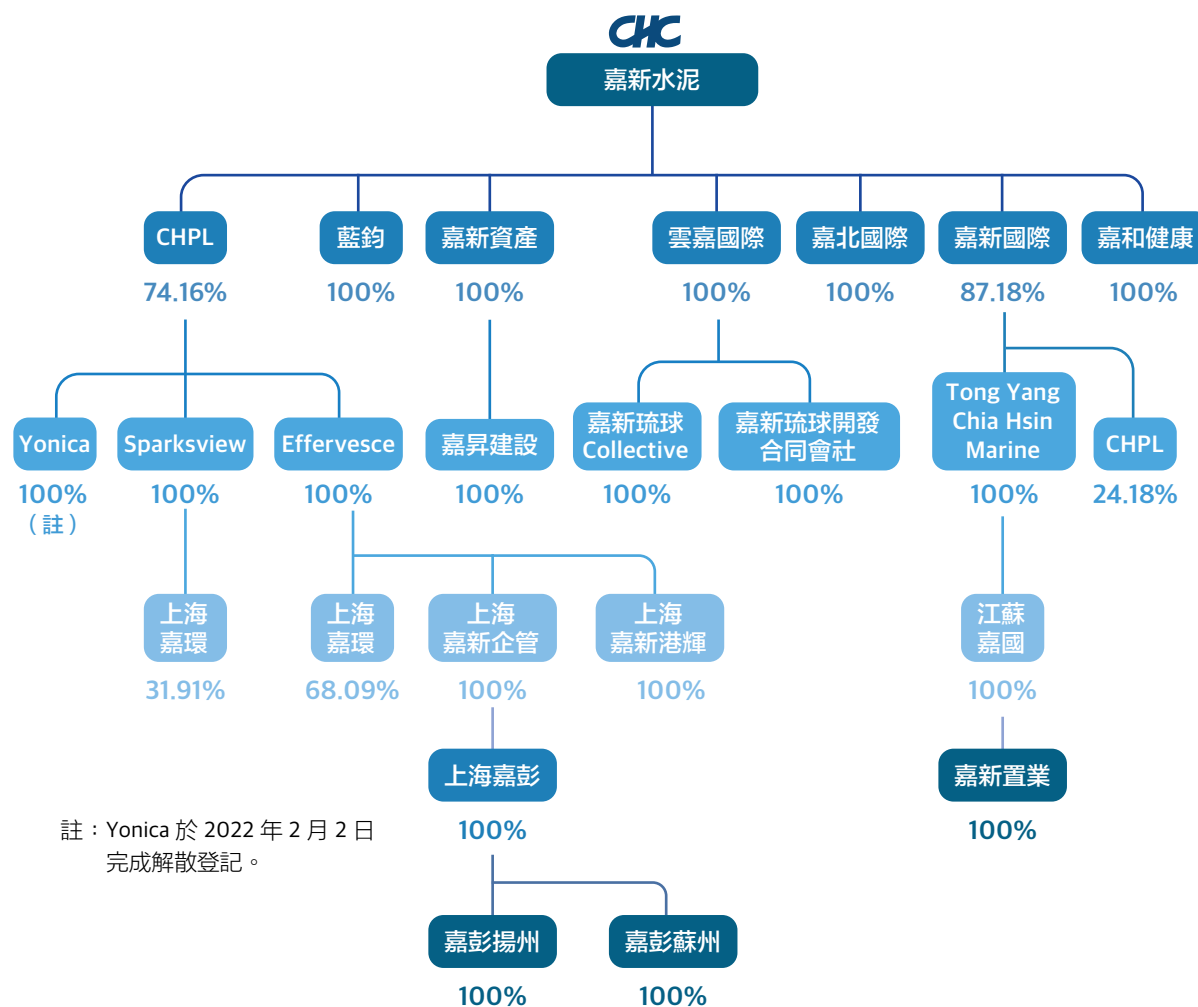 CHC
嘉新水泥
CHPL
藍鈞
嘉新資產
雲嘉國際
嘉北國際
嘉新國際
嘉和健康
74.16%
100%
100%
100%
100%
87.18%
100%
Yonica
Sparksview
Effervesce
嘉昇建設
嘉新琉球
Collective
嘉新琉球開發
合同會社
Tong Yang
Chia Hsin
Marine
CHPL
100%
(註)
100%
100%
100%
100%
100%
100%
24.18%
上海
嘉環
上海
嘉環
上海
嘉新企管
上海
嘉新港輝
江蘇
嘉國
31.91%
68.09%
100%
100%
100%
上海嘉彭
嘉新置業
100%
100%
註：Yonica 於 2022 年 2 月 2 日
完成解散登記。
嘉彭揚州
嘉彭蘇州
100%
100%